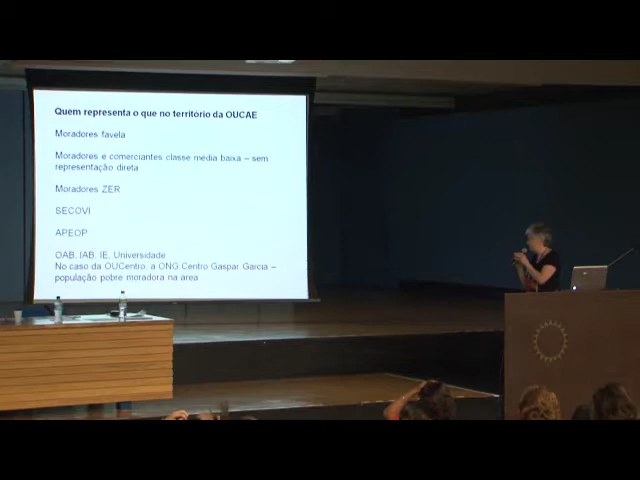 Quem representa o que no território da OUCAE
Moradores favela
Moradores e comerciantes classe media baixa – sem
representação direta
Moradores ZER
SECOVI
APEOP
OAB, IAB, IE, Universidade
No caso da OUCentro, a ONG Centro Gaspar Garcia –
população pobre moradora na area